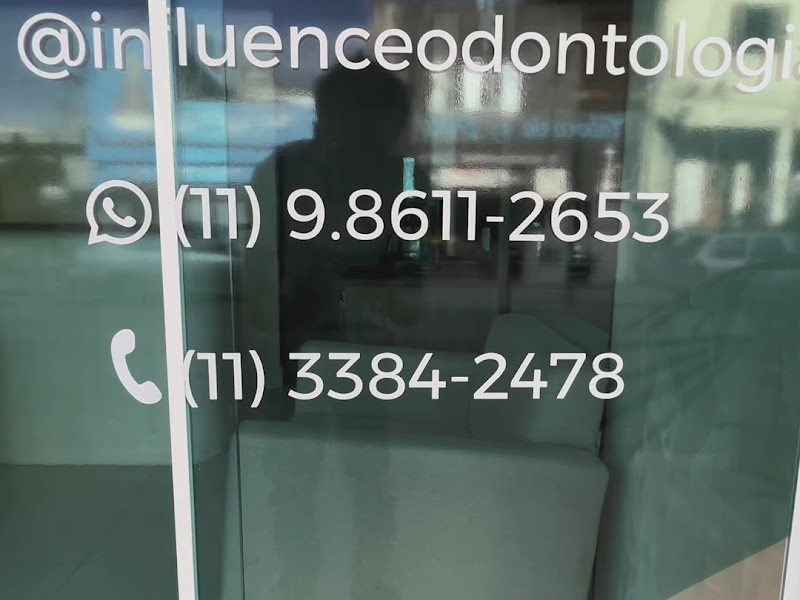 @influenceodontologia
(11) 9.8611-2653
(11) 3384-2478